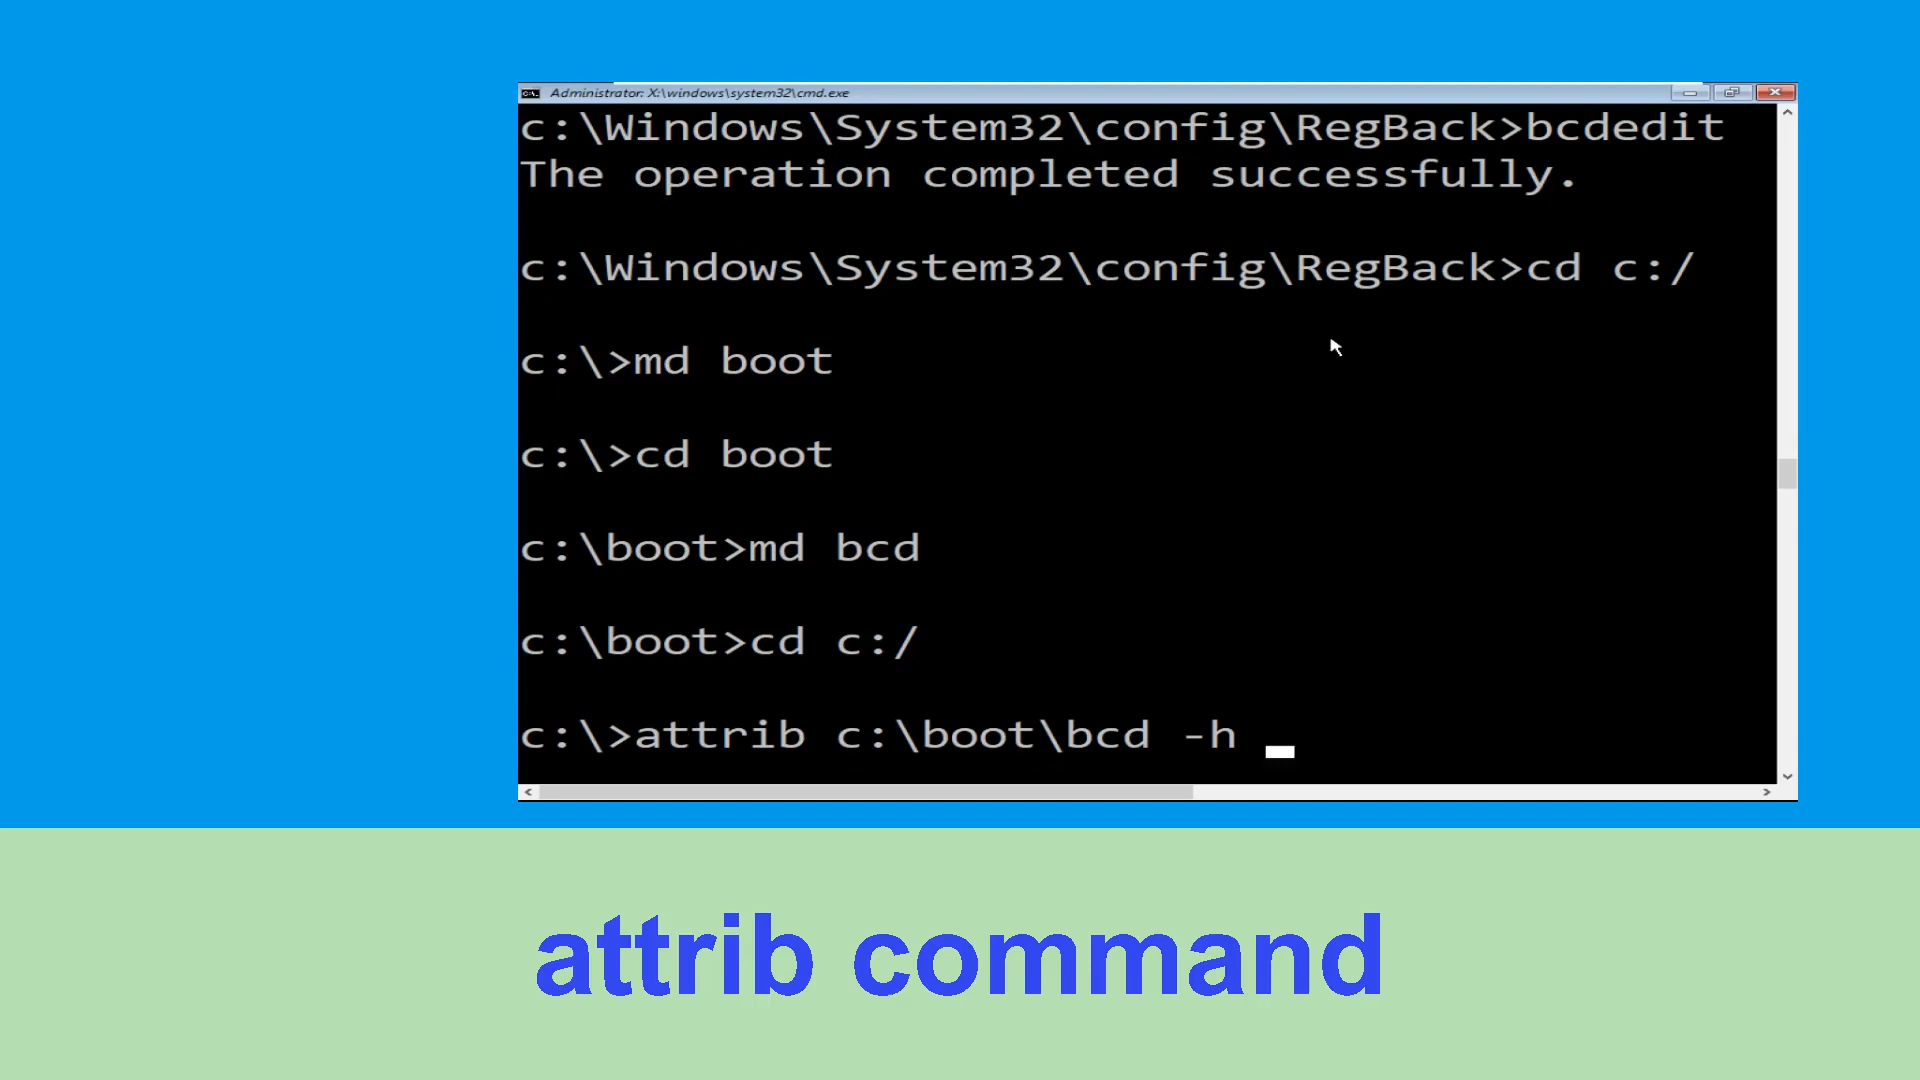 Administrator: X:\windows\system32\cmd.exe
c:\Windows\System32\config\RegBack>bcdedit
The operation completed successfully.
c:\Windows\System32\config\RegBack>cd c:/
c:\>md boot
c:\>cd boot
c:\boot>md bcd
c:\boot>cd c:/
c:\>attrib c:\boot\bcd -h
attrib command